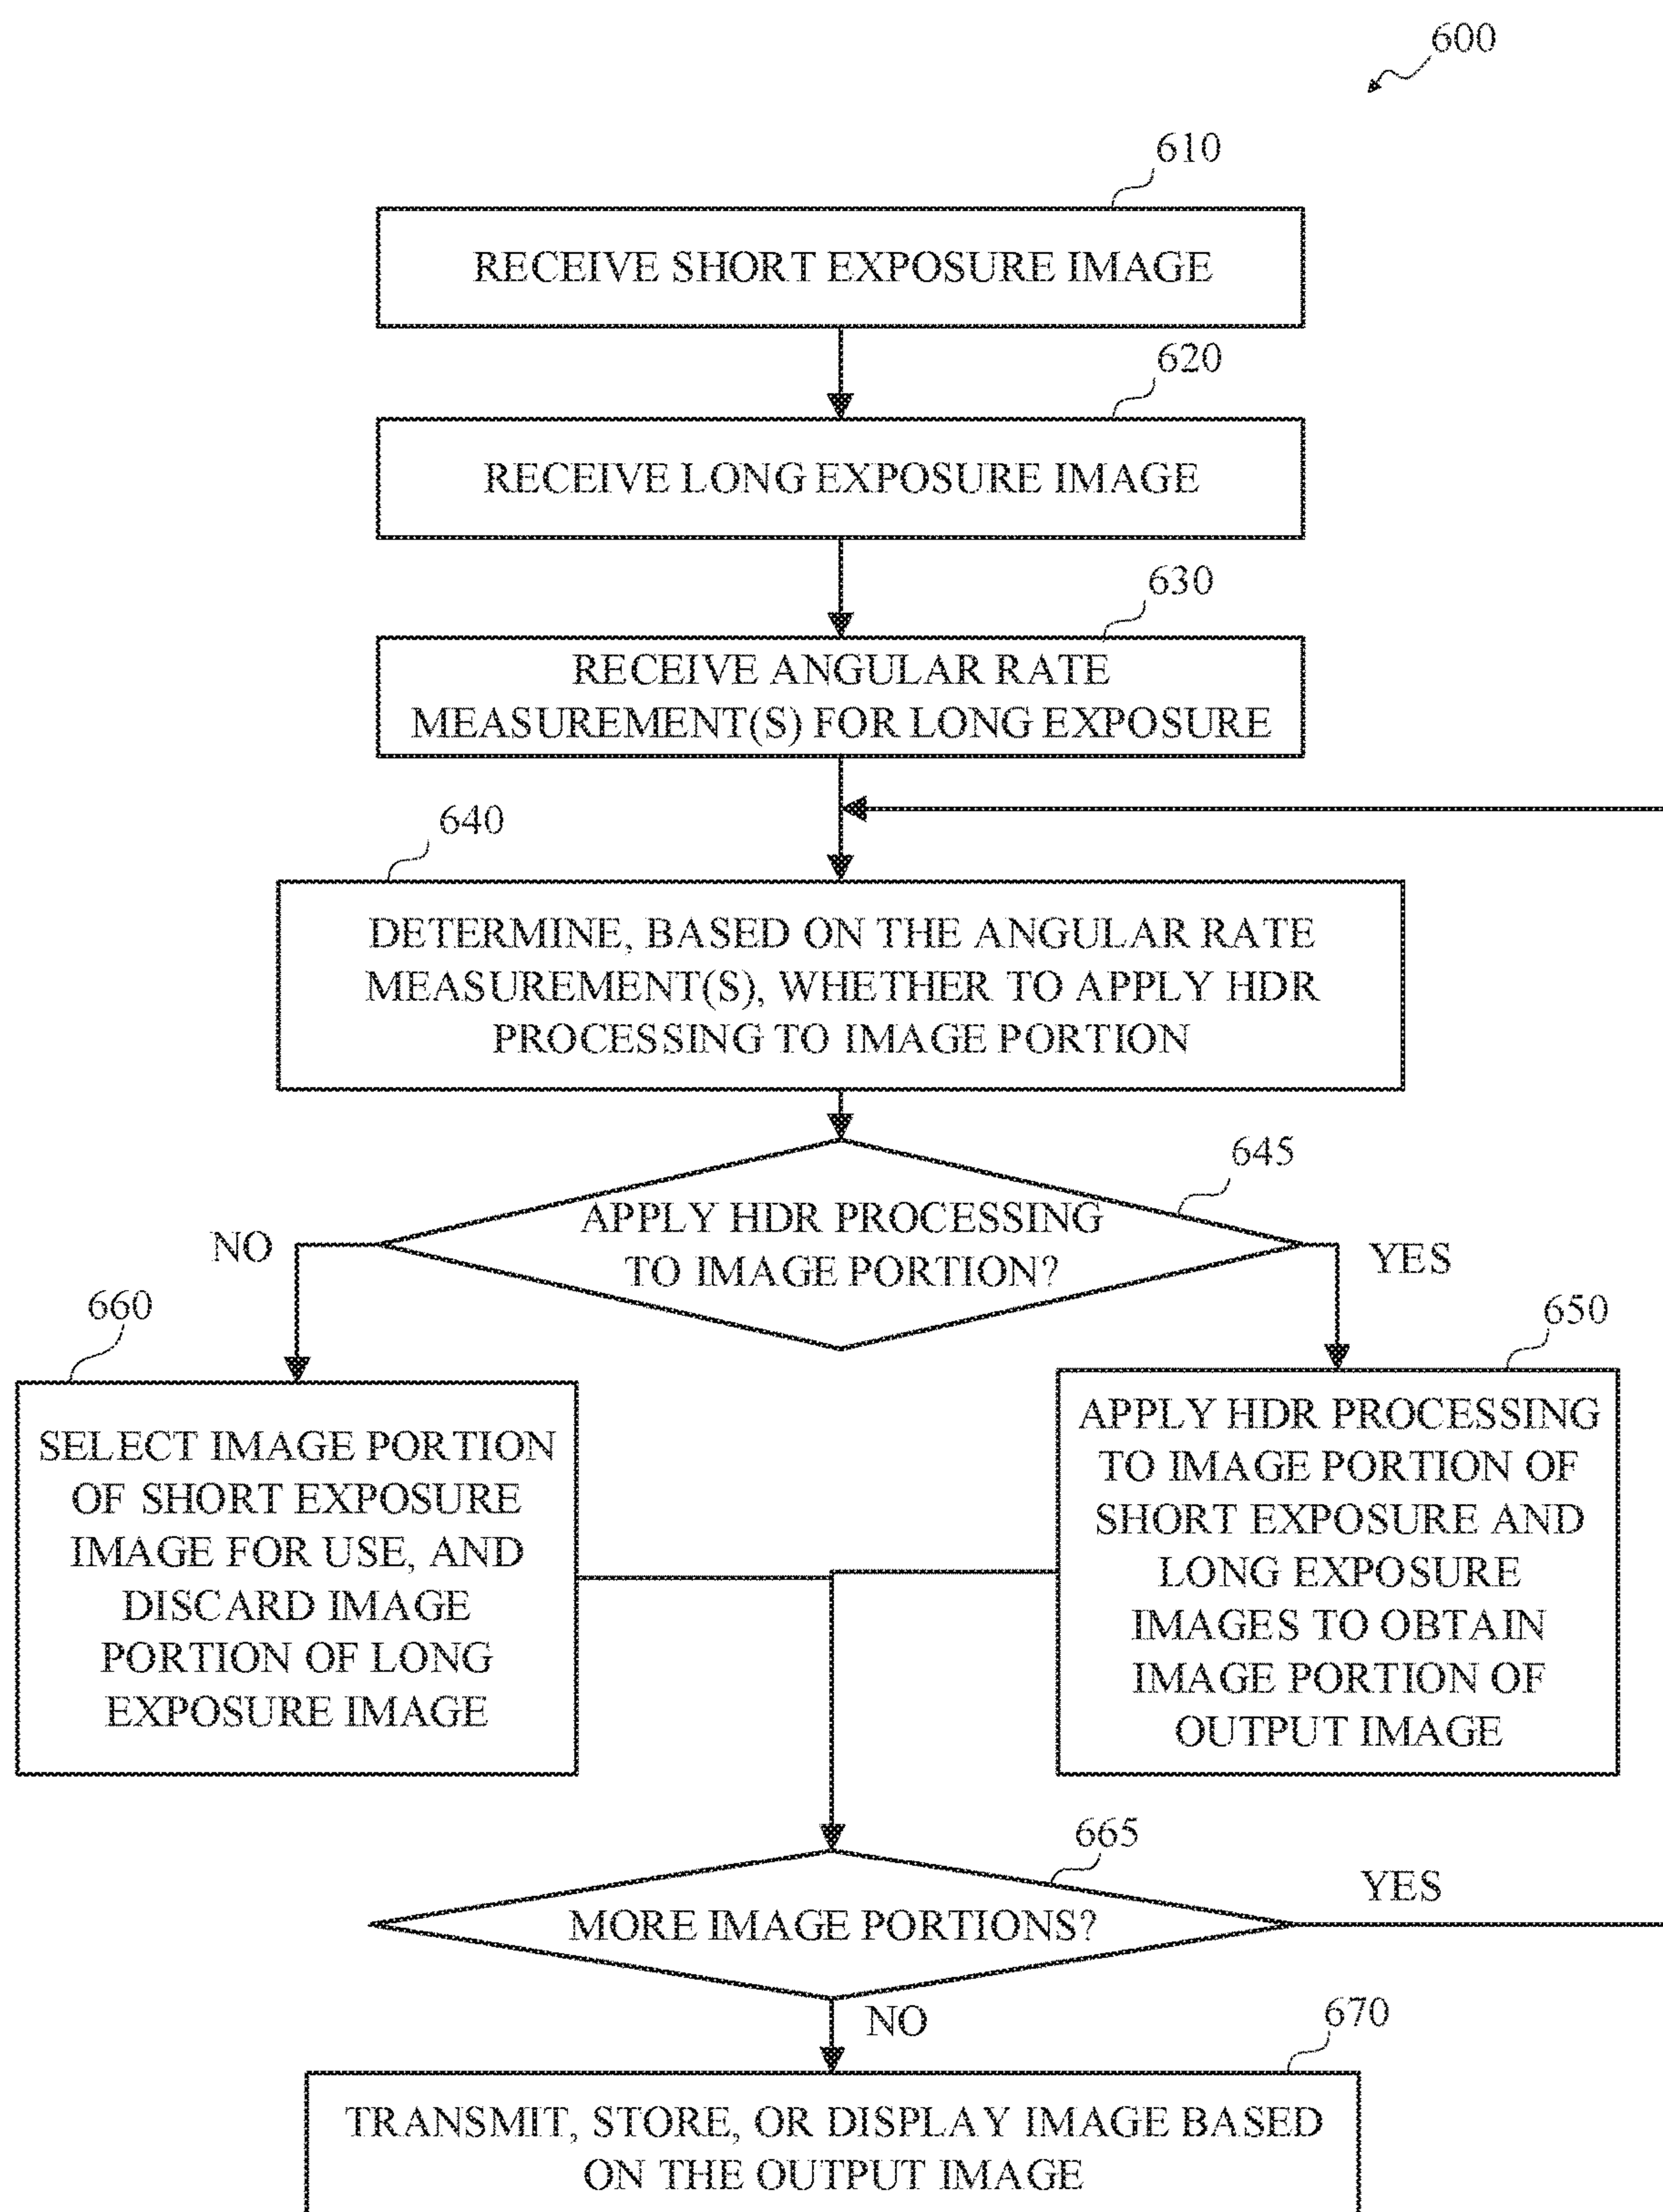 600
610
RECEIVE SHORT EXPOSURE IMAGE
620
RECEIVE LONG EXPOSURE IMAGE
630
RECEIVE ANGULAR RATE
MEASUREMENT(S) FOR LONG EXPOSURE
640
DETERMINE, BASED ON THE ANGULAR RATE
MEASUREMENT(S), WHETHER TO APPLY HDR
PROCESSING TO IMAGE PORTION
645
APPLY HDR PROCESSING
TO IMAGE PORTION?
NO
YES
660
SELECT IMAGE PORTION
OF SHORT EXPOSURE
IMAGE FOR USE, AND
DISCARD IMAGE
PORTION OF LONG
EXPOSURE IMAGE
650
APPLY HDR PROCESSING
TO IMAGE PORTION OF
SHORT EXPOSURE AND
LONG EXPOSURE
IMAGES TO OBTAIN
IMAGE PORTION OF
OUTPUT IMAGE
665
MORE IMAGE PORTIONS?
YES
NO
670
TRANSMIT, STORE, OR DISPLAY IMAGE BASED
ON THE OUTPUT IMAGE